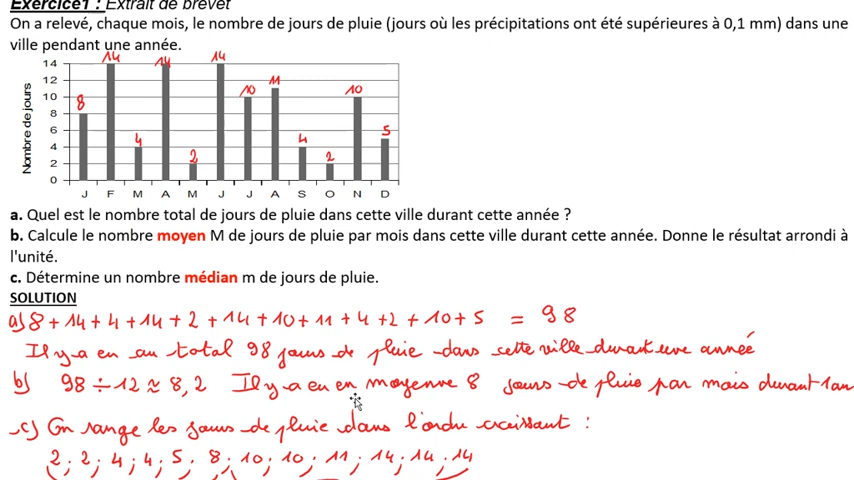 Exercice1 : Extrait de brevet
On a relevé, chaque mois, le nombre de jours de pluie (jours où les précipitations ont été supérieures à 0,1 mm) dans une
ville pendant une année.
14 14 14 14
12
10 10 11 10
8 8
6 5
4 4 4
2 2 2
0
Nombre de jours
J F M A M J J A S O N D
a. Quel est le nombre total de jours de pluie dans cette ville durant cette année ?
b. Calcule le nombre moyen M de jours de pluie par mois dans cette ville durant cette année. Donne le résultat arrondi à
l'unité.
c. Détermine un nombre médian m de jours de pluie.
SOLUTION
a) 8 + 14 + 4 + 14 + 2 + 14 + 10 + 11 + 4 + 2 + 10 + 5 = 98
Il y a en au total 98 jours de pluie dans cette ville durant une année
b) 98 ÷ 12 ≈ 8,2 Il y a eu en moyenne 8 jours de pluie par mois durant 1 an
c) On range les jours de pluie dans l'ordre croissant :
2 ; 2 ; 4 ; 4 ; 5 ; 8 ; 10 ; 10 ; 11 ; 14 ; 14 ; 14